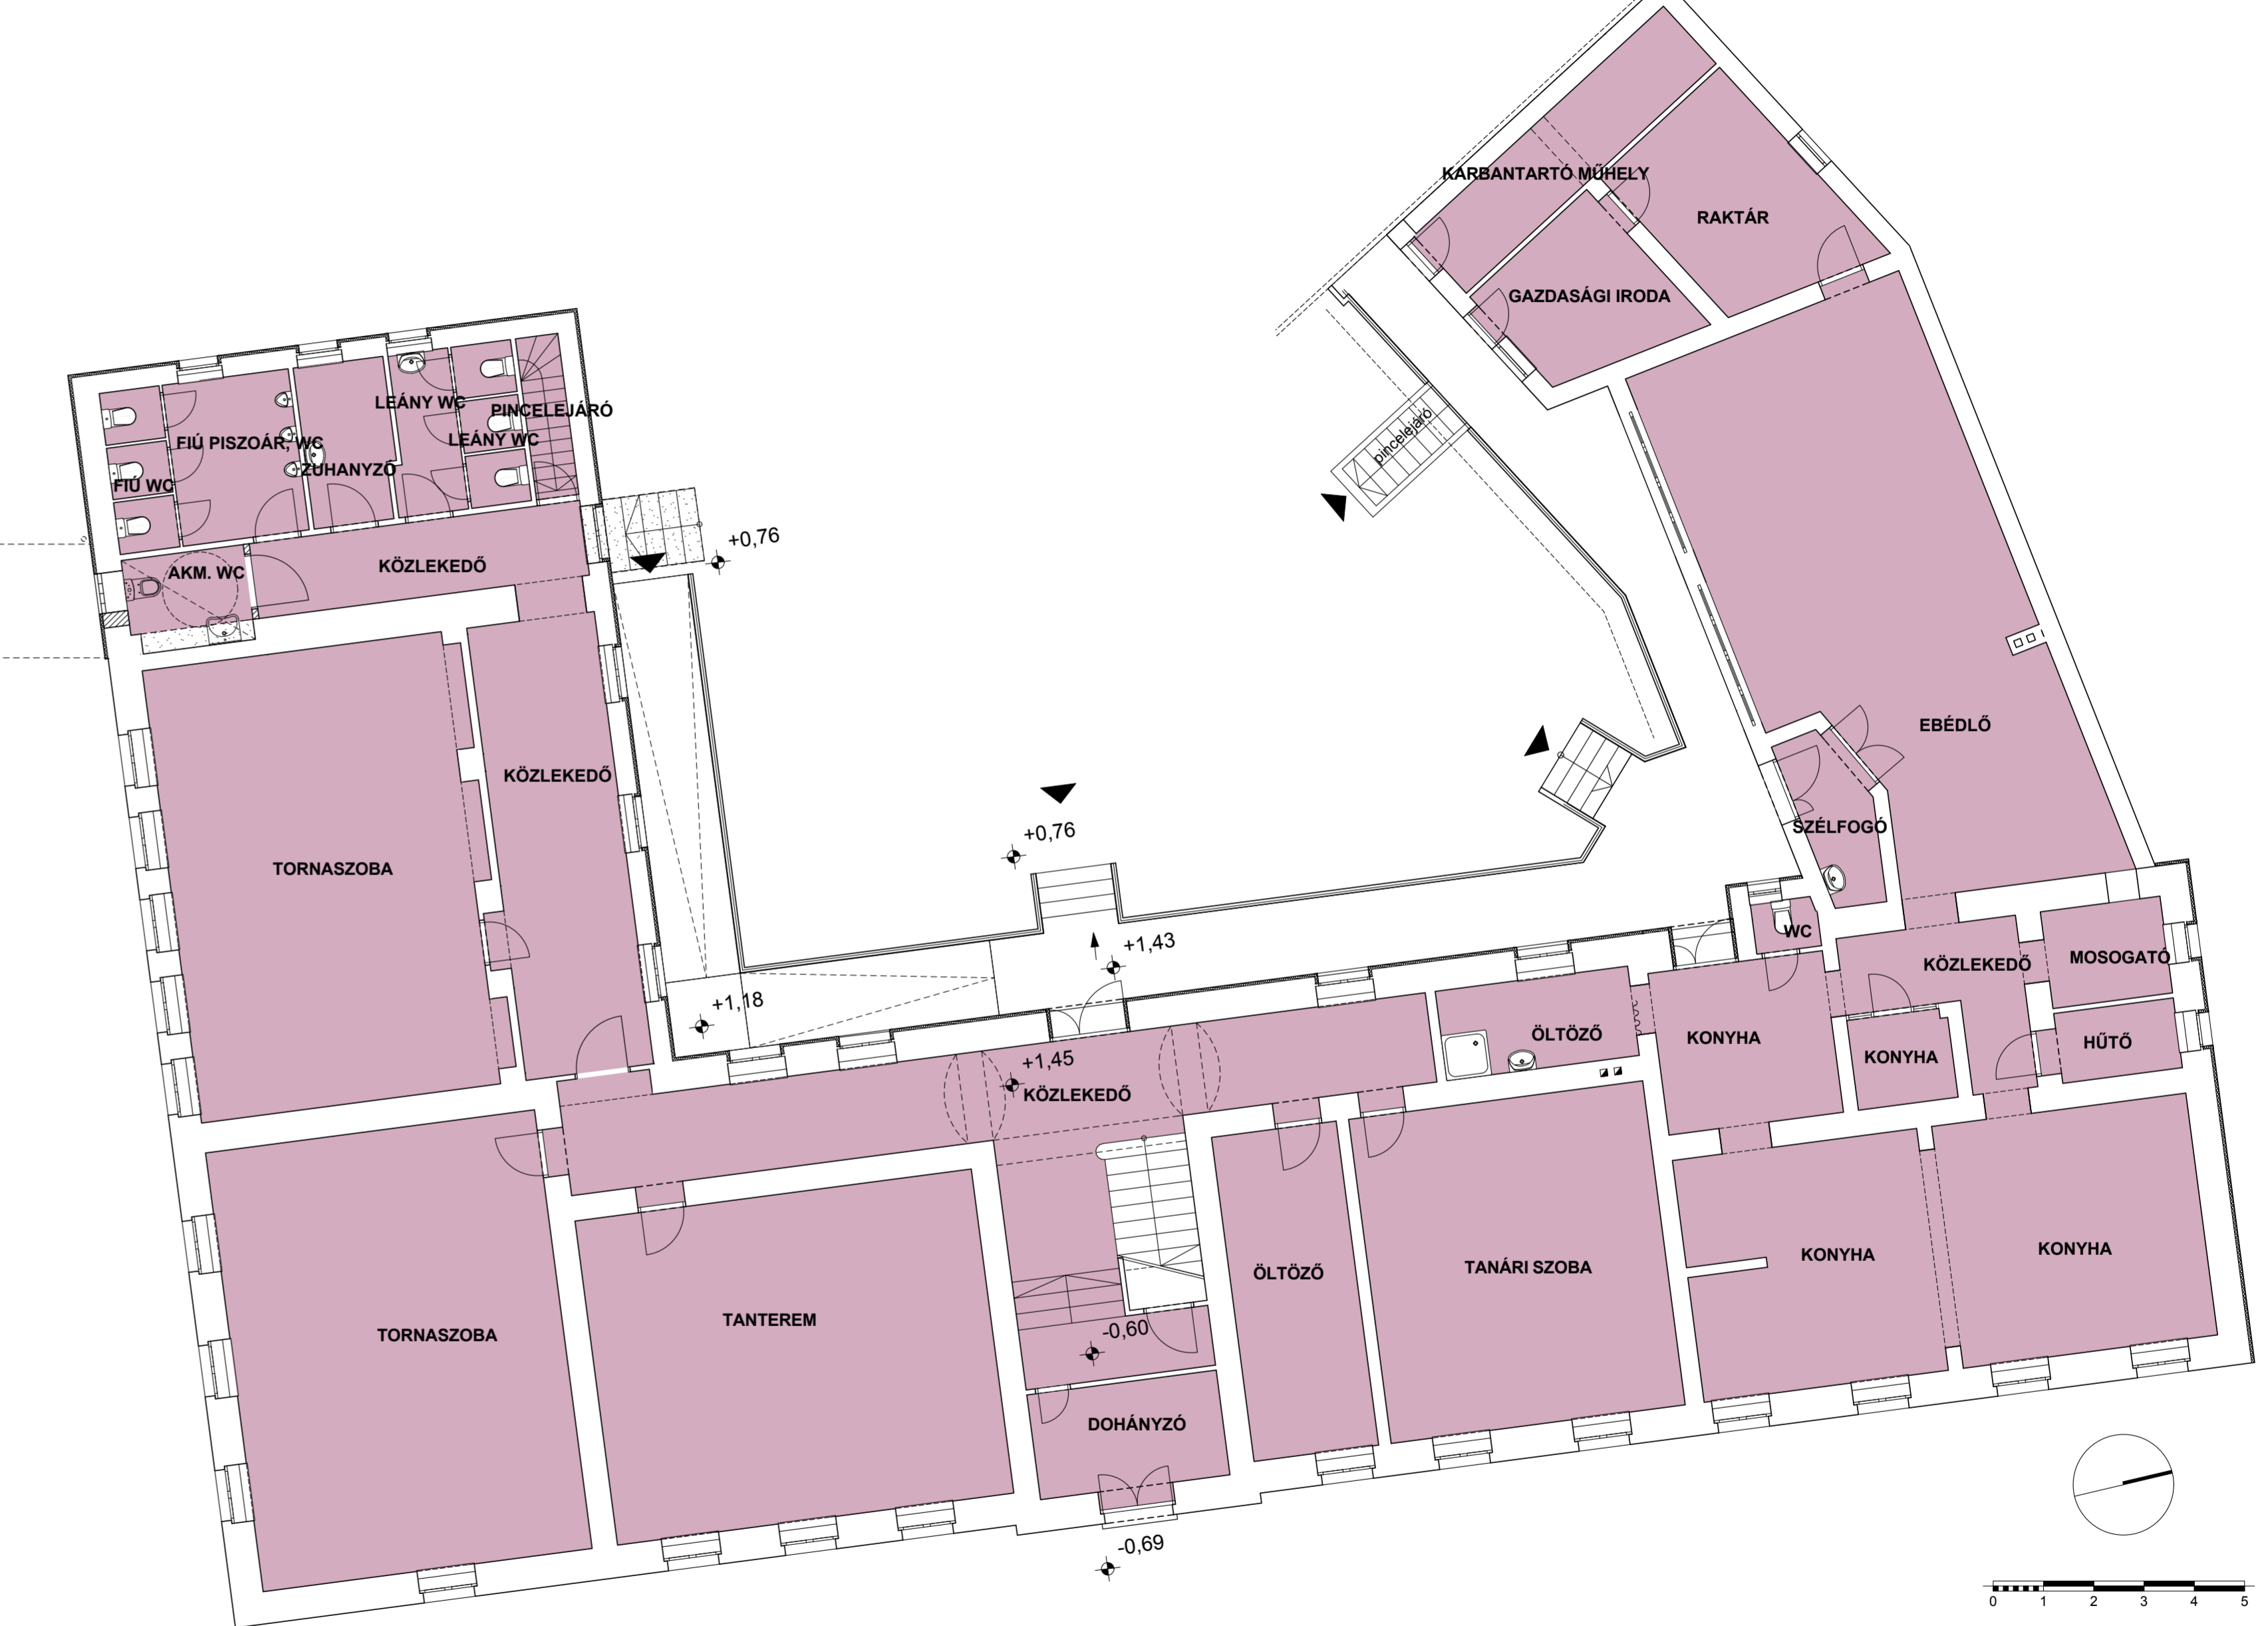 KARBANTARTÓ MŰHELY
RAKTÁR
GAZDASÁGI IRODA
LEÁNY WC
PINCELEJÁRÓ
pincelejáró
FIÚ PISZOÁR, WC
LEÁNY WC
ZUHANYZÓ
FIÚ WC
+0,76
KÖZLEKEDŐ
AKM. WC
EBÉDLŐ
KÖZLEKEDŐ
SZÉLFOGÓ
+0,76
TORNASZOBA
WC
+1,43
KÖZLEKEDŐ
MOSOGATÓ
+1,18
ÖLTÖZŐ
KONYHA
HŰTŐ
KONYHA
+1,45
KÖZLEKEDŐ
KONYHA
KONYHA
TANÁRI SZOBA
ÖLTÖZŐ
TANTEREM
-0,60
TORNASZOBA
DOHÁNYZÓ
-0,69
0 1 2 3 4 5